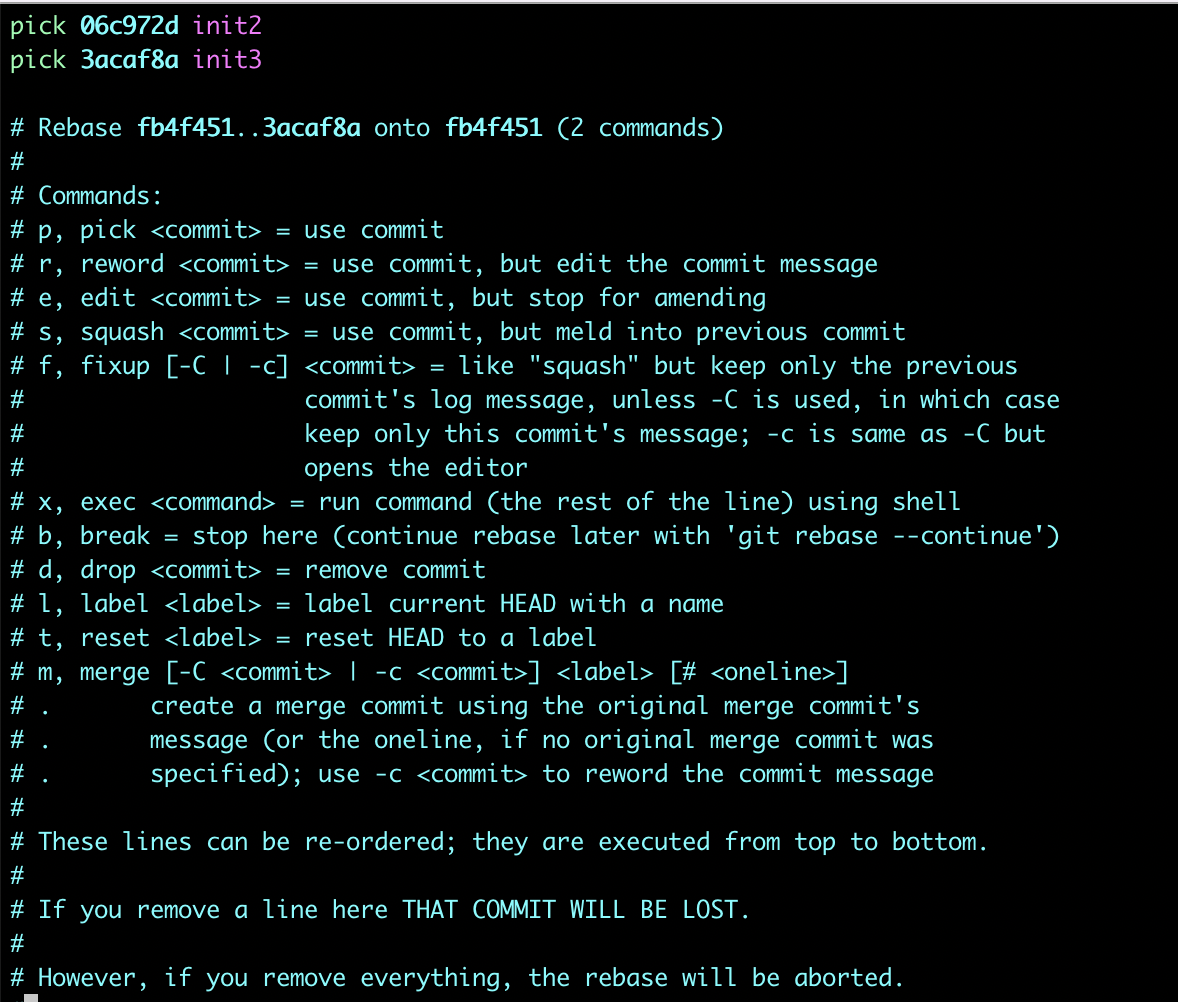 pick 06c972d init2
pick 3acaf8a init3

# Rebase fb4f451..3acaf8a onto fb4f451 (2 commands)
#
# Commands:
# p, pick <commit> = use commit
# r, reword <commit> = use commit, but edit the commit message
# e, edit <commit> = use commit, but stop for amending
# s, squash <commit> = use commit, but meld into previous commit
# f, fixup [-C | -c] <commit> = like "squash" but keep only the previous
#                    commit's log message, unless -C is used, in which case
#                    keep only this commit's message; -c is same as -C but
#                    opens the editor
# x, exec <command> = run command (the rest of the line) using shell
# b, break = stop here (continue rebase later with 'git rebase --continue')
# d, drop <commit> = remove commit
# l, label <label> = label current HEAD with a name
# t, reset <label> = reset HEAD to a label
# m, merge [-C <commit> | -c <commit>] <label> [# <oneline>]
# .       create a merge commit using the original merge commit's
# .       message (or the oneline, if no original merge commit was
# .       specified); use -c <commit> to reword the commit message
#
# These lines can be re-ordered; they are executed from top to bottom.
#
# If you remove a line here THAT COMMIT WILL BE LOST.
#
# However, if you remove everything, the rebase will be aborted.